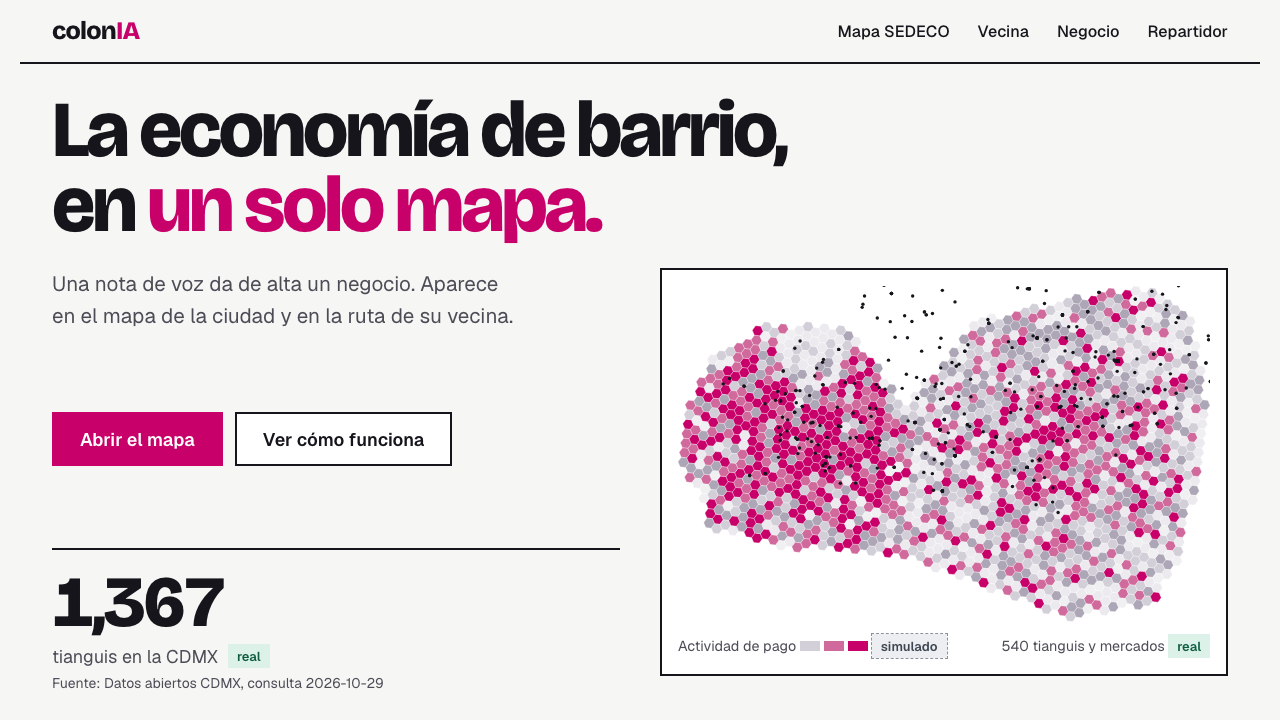 colonIA
Mapa SEDECO Vecina Negocio Repartidor
La economía de barrio,
en un solo mapa.
Una nota de voz da de alta un negocio. Aparece
en el mapa de la ciudad y en la ruta de su vecina.
Abrir el mapa
Ver cómo funciona
1,367
tianguis en la CDMX real
Fuente: Datos abiertos CDMX, consulta 2026-10-29
Actividad de pago simulado
540 tianguis y mercados real